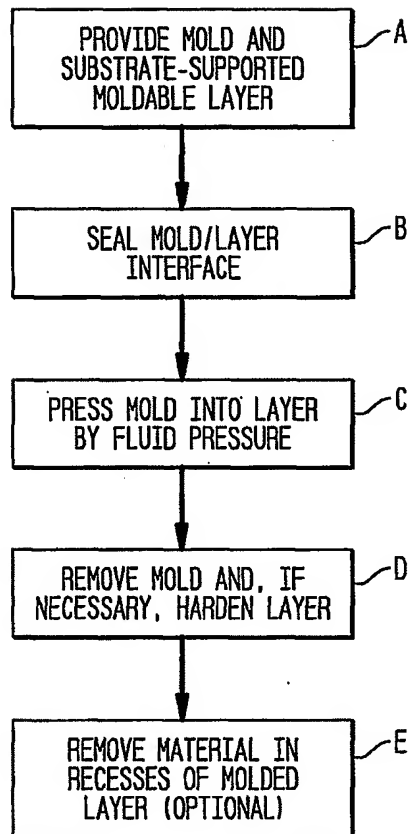 PROVIDE MOLD AND
SUBSTRATE-SUPPORTED
MOLDABLE LAYER
A
SEAL MOLD/LAYER
INTERFACE
B
PRESS MOLD INTO LAYER
BY FLUID PRESSURE
C
REMOVE MOLD AND, IF
NECESSARY, HARDEN LAYER
D
REMOVE MATERIAL IN
RECESSES OF MOLDED
LAYER (OPTIONAL)
E